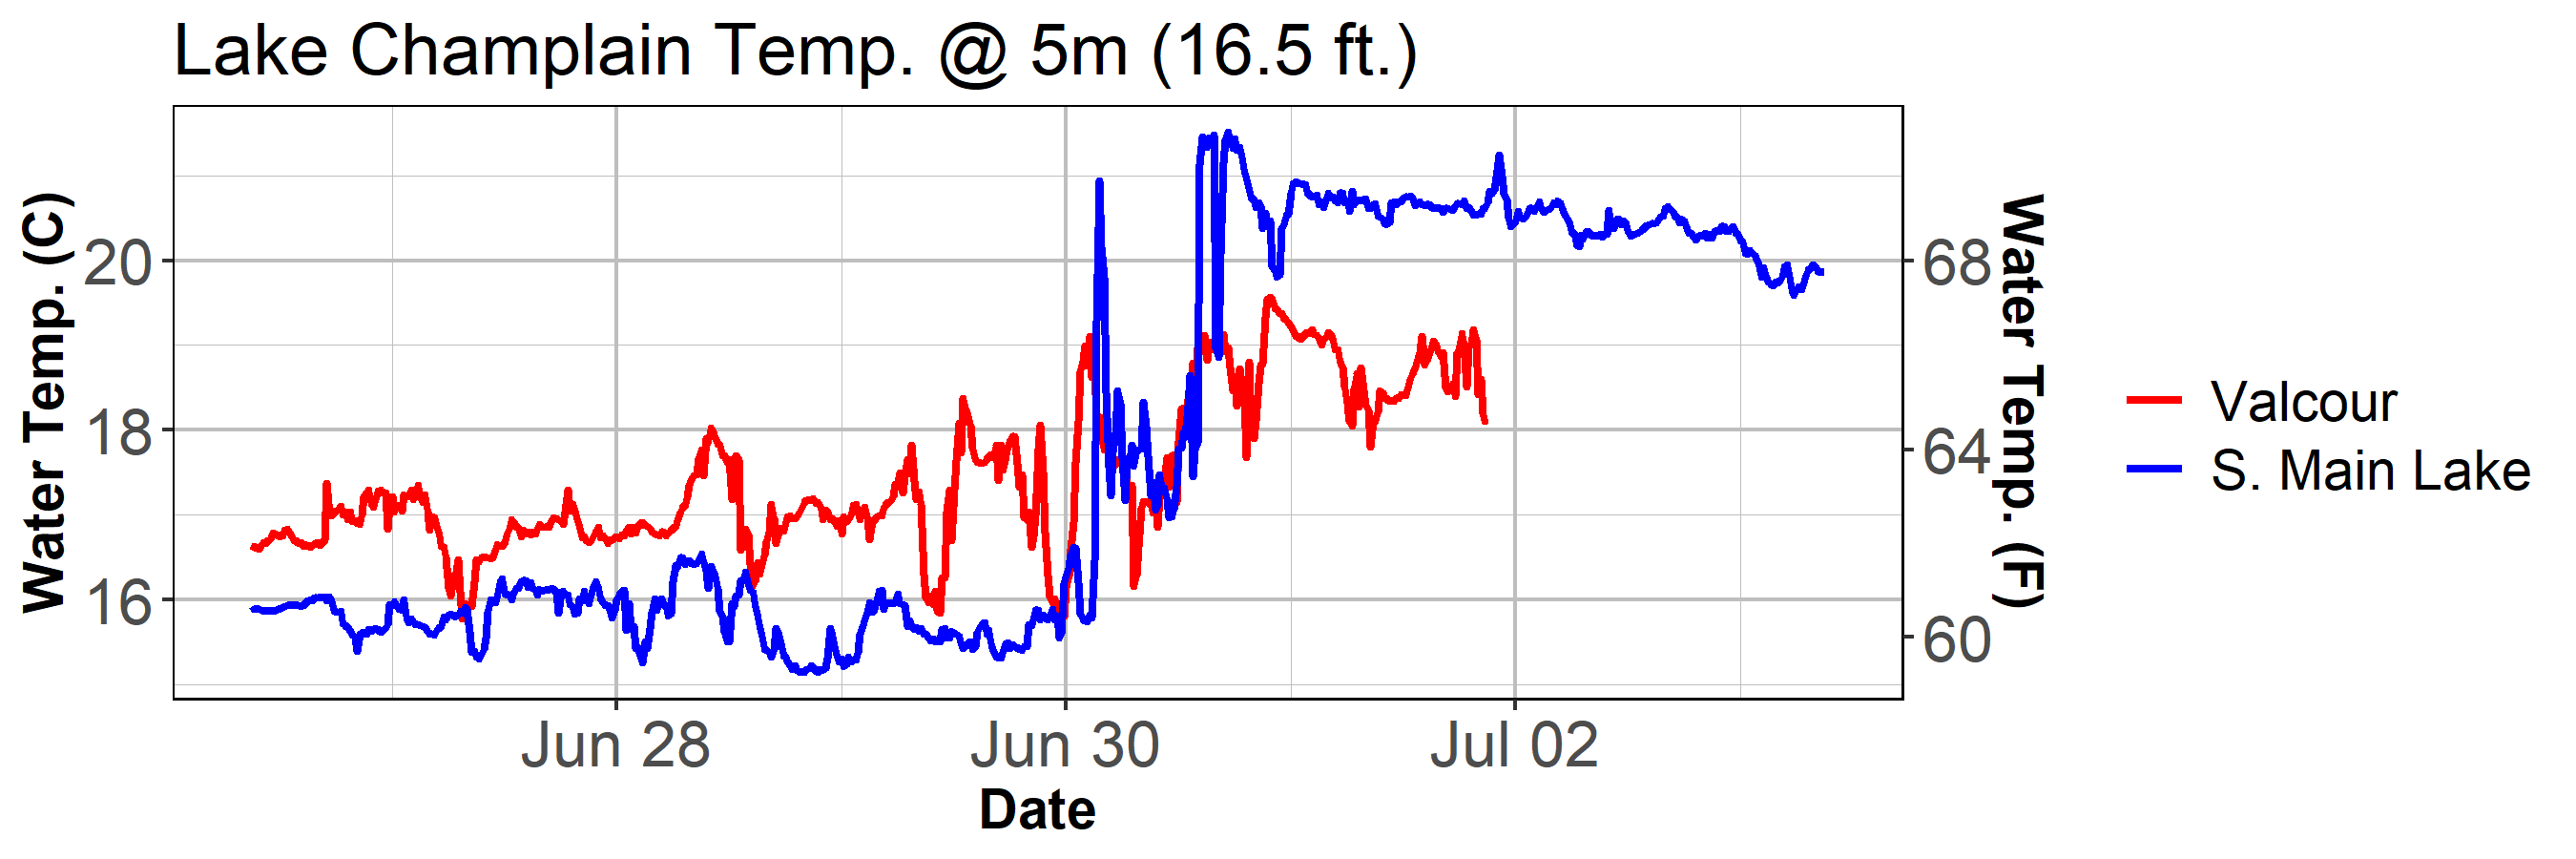 Lake Champlain Temp. @ 5m (16.5 ft.)
Water Temp. (C)
20
18
16
68
64
60
Water Temp. (F)
Jun 28
Jun 30
Jul 02
Date
Valcour
S. Main Lake